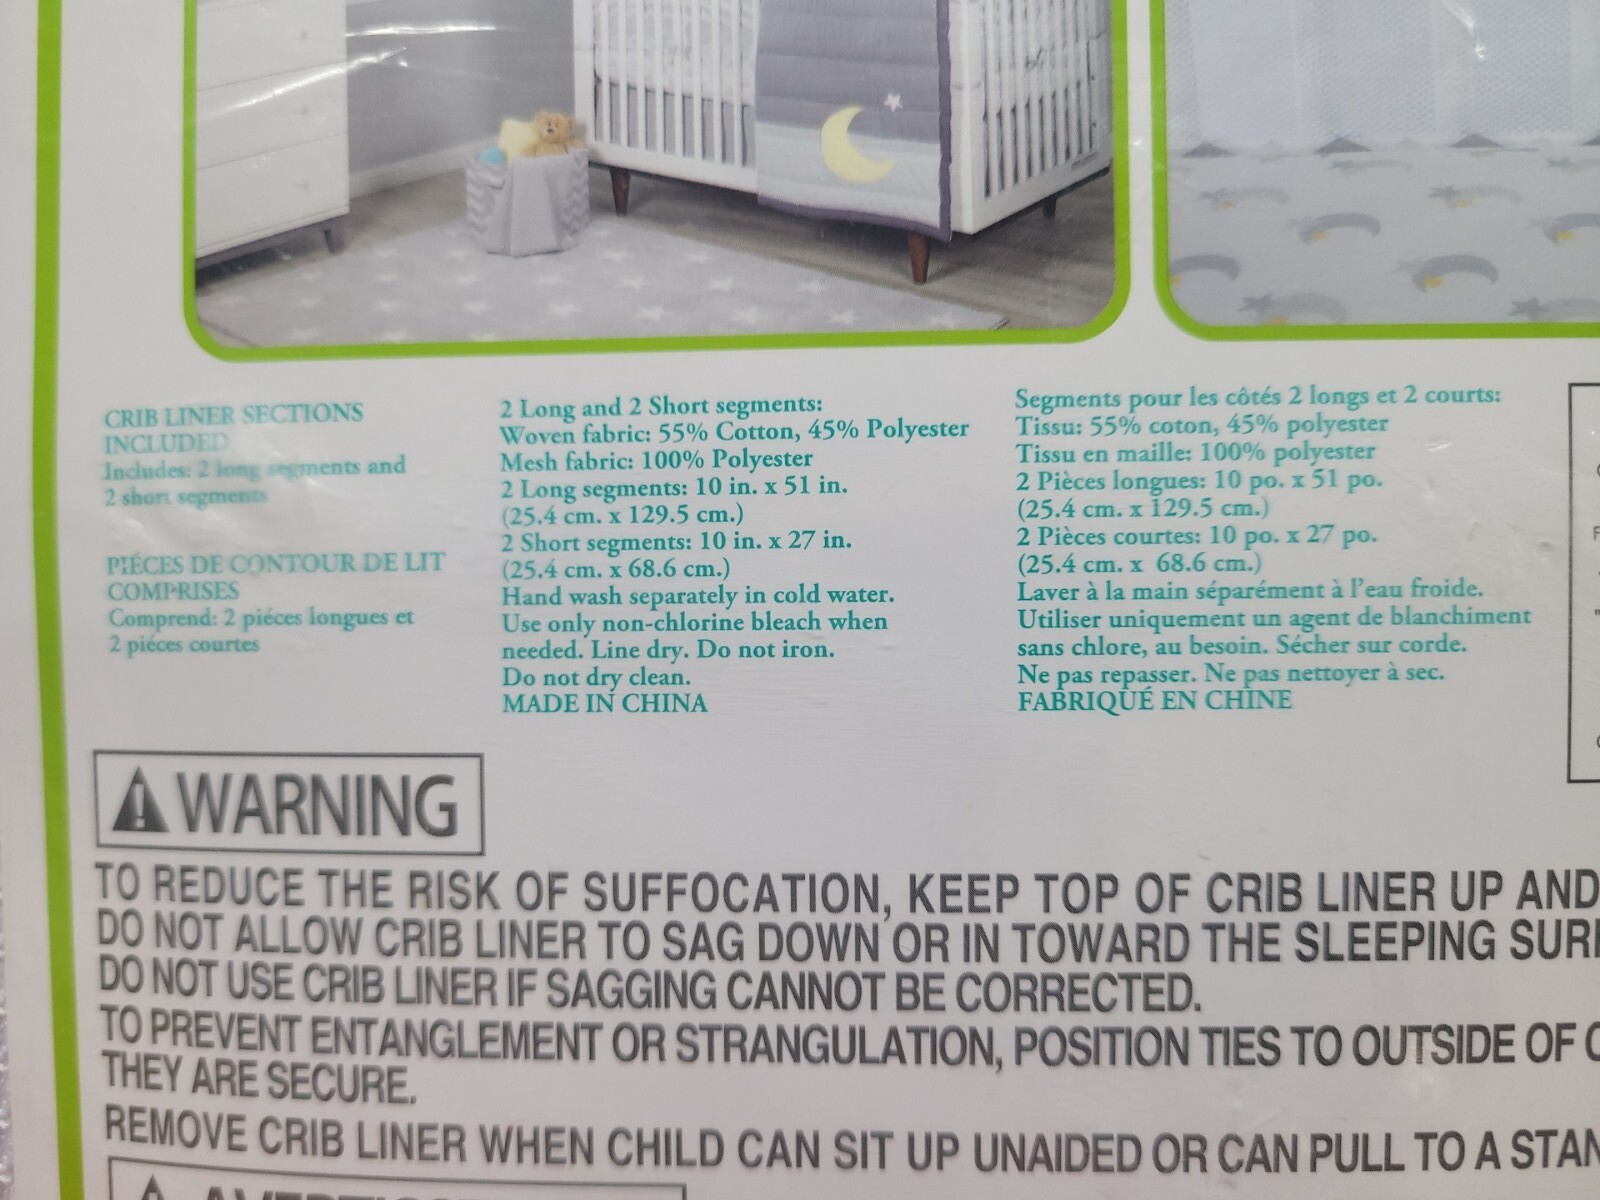 CRIB LINER SECTIONS
INCLUDED
Includes: 2 long segments and
2 short segments
PIÉCES DE CONTOUR DE LIT
COMPRISES
Comprend: 2 piéces longues et
2 piéces courtes
2 Long and 2 Short segments:
Woven fabric: 55% Cotton, 45% Polyester
Mesh fabric: 100% Polyester
2 Long segments: 10 in. x 51 in.
(25.4 cm. x 129.5 cm.)
2 Short segments: 10 in. x 27 in.
(25.4 cm. x 68.6 cm.)
Hand wash separately in cold water.
Use only non-chlorine bleach when
needed. Line dry. Do not iron.
Do not dry clean.
MADE IN CHINA
Segments pour les côtés 2 longs et 2 courts:
Tissu: 55% coton, 45% polyester
Tissu en maille: 100% polyester
2 Pièces longues: 10 po. x 51 po.
(25.4 cm. x 129.5 cm.)
2 Pièces courtes: 10 po. x 27 po.
(25.4 cm. x 68.6 cm.)
Laver à la main séparément à l'eau froide.
Utiliser uniquement un agent de blanchiment
sans chlore, au besoin. Sécher sur corde.
Ne pas repasser. Ne pas nettoyer à sec.
FABRIQUÉ EN CHINE
WARNING
TO REDUCE THE RISK OF SUFFOCATION, KEEP TOP OF CRIB LINER UP AND
DO NOT ALLOW CRIB LINER TO SAG DOWN OR IN TOWARD THE SLEEPING
DO NOT USE CRIB LINER IF SAGGING CANNOT BE CORRECTED.
TO PREVENT ENTANGLEMENT OR STRANGULATION, POSITION TIES TO OUTSIDE OF
THEY ARE SECURE.
REMOVE CRIB LINER WHEN CHILD CAN SIT UP UNAIDED OR CAN PULL TO A